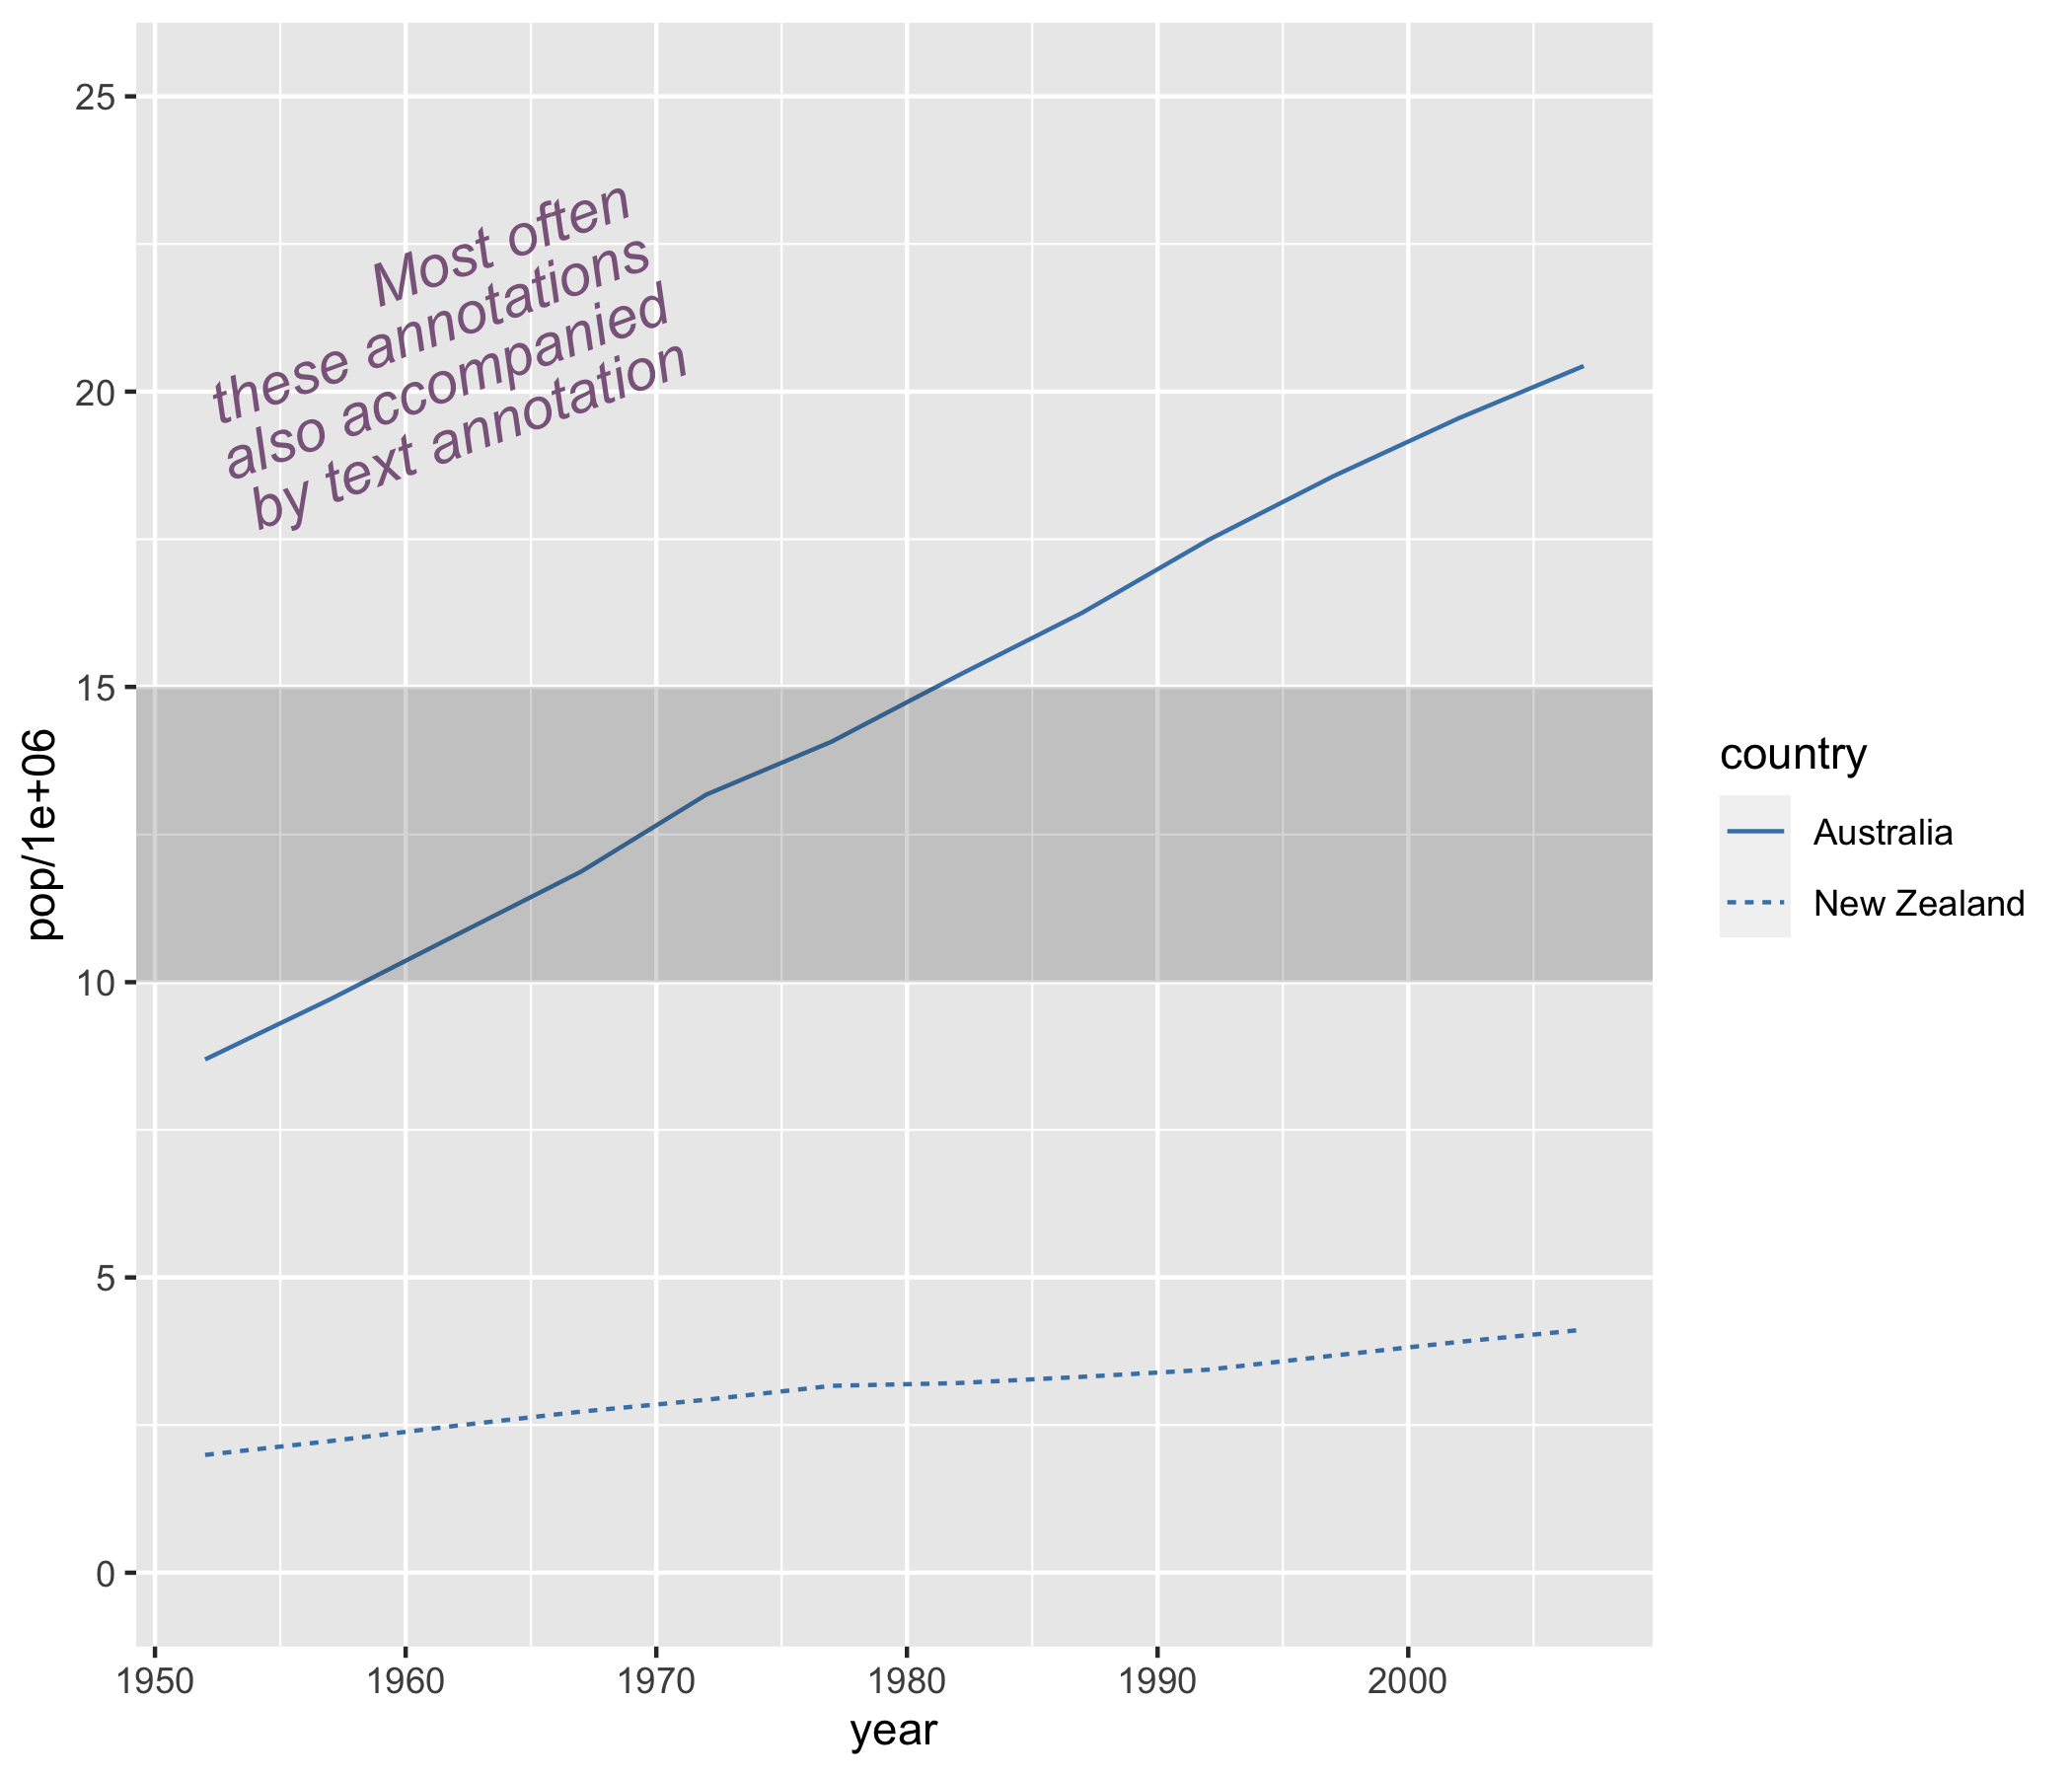 25
20
15
10
5
0
pop/1e+06
Most often
these annotations
also accompanied
by text annotation
1950 1960 1970 1980 1990 2000
year
country
Australia
New Zealand